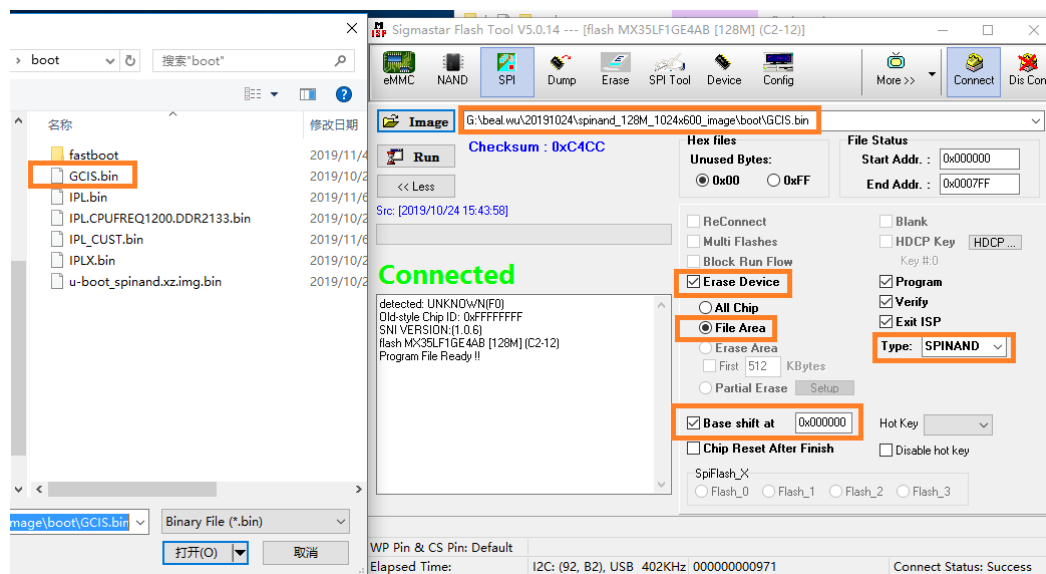 boot
搜索"boot"
名称
修改日期
fastboot
2019/11/4
GCIS.bin
2019/10/2
IPL.bin
2019/11/6
IPL.CPUFREQ1200.DDR2133.bin
2019/10/2
IPL_CUST.bin
2019/11/6
IPLX.bin
2019/10/2
u-boot_spinand.xz.img.bin
2019/10/2
mage\boot\GCIS.bin
Binary File (*.bin)
打开(O)
取消
Sigmastar Flash Tool V5.0.14 --- [flash MX35LF1GE4AB [128M] (C2-12)]
eMMC NAND SPI Dump Erase SPI Tool Device Config More >> Connect Dis Con
Image G:\beal.wu\20191024\spinand_128M_1024x600_image\boot\GCIS.bin
Run Checksum : 0xC4CC
<< Less
Src: [2019/10/24 15:43:58]
Hex files
Unused Bytes:
0x00 0xFF
File Status
Start Addr. : 0x000000
End Addr. : 0x0007FF
Connected
detected: UNKNOWN(F0)
Old-style Chip ID: 0xFFFFFFFF
SNI VERSION:(1.0.6)
flash MX35LF1GE4AB [128M] (C2-12)
Program File Ready !!
ReConnect
Multi Flashes
Block Run Flow
Erase Device
All Chip
File Area
Erase Area
First 512 KBytes
Partial Erase Setup
Base shift at 0x000000
Chip Reset After Finish
Blank
HDCP Key HDCP ...
Key #:0
Program
Verify
Exit ISP
Type: SPINAND
Hot Key
Disable hot key
SpiFlash_X
Flash_0 Flash_1 Flash_2 Flash_3
WP Pin & CS Pin: Default
Elapsed Time: I2C: (92, B2), USB 402KHz 000000000971 Connect Status: Success